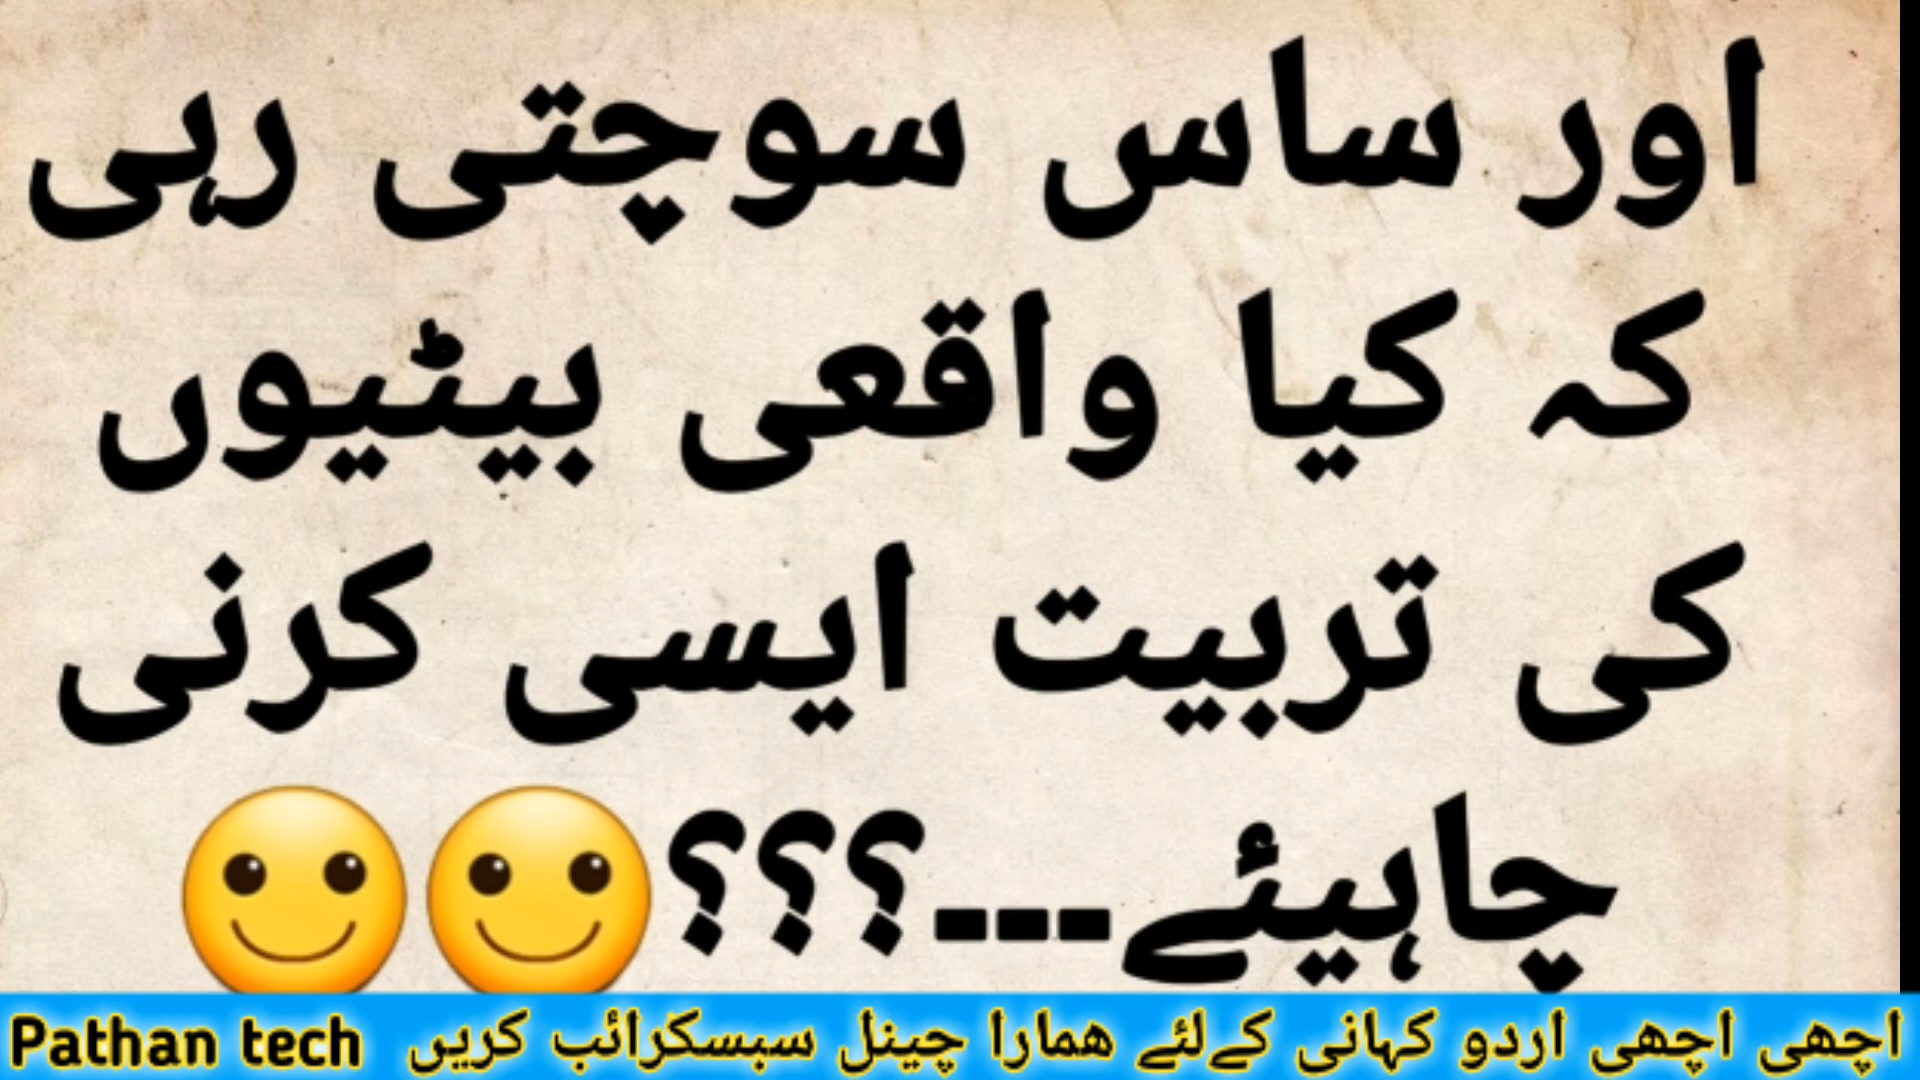 اور ساس سوچتی رہی
کہ کیا واقعی بیٹیوں
کی تربیت ایسی کرنی
چاہیئے---؟؟؟🙂🙂
اچھی اچھی اردو کہانی کےلئے ھمارا چینل سبسکرائب کریں Pathan tech